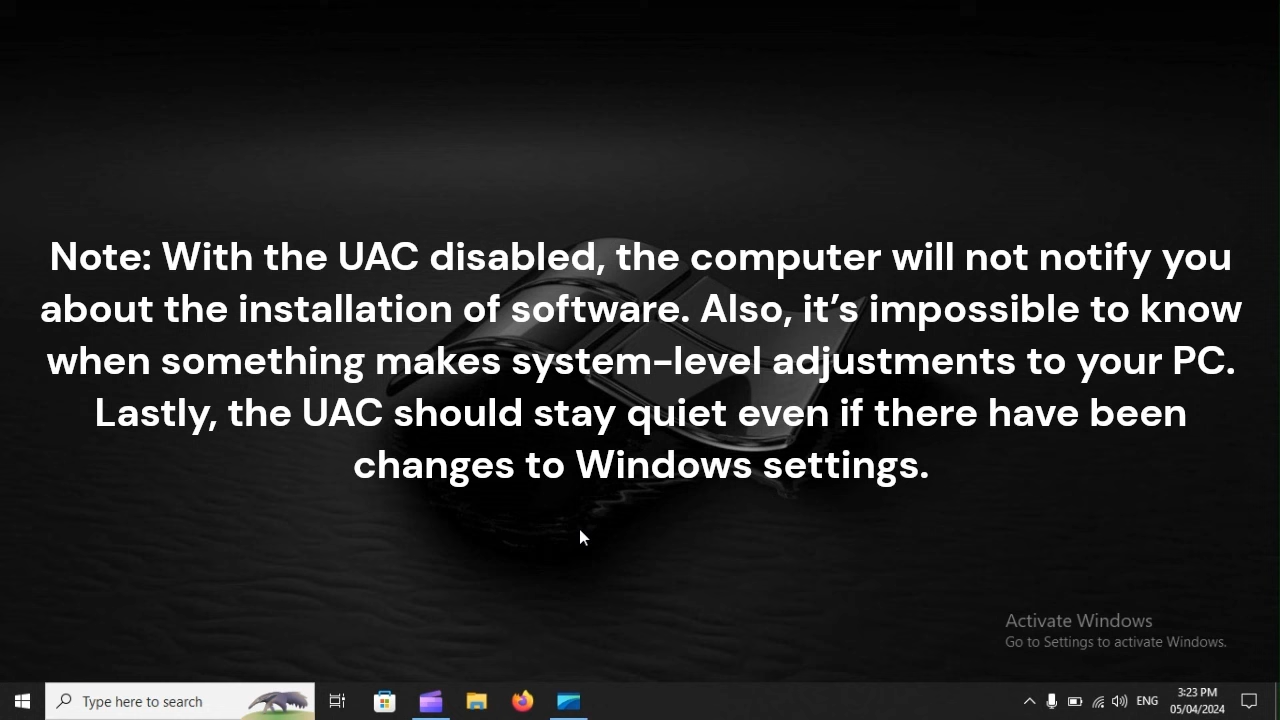 Note: With the UAC disabled, the computer will not notify you
about the installation of software. Also, it’s impossible to know
when something makes system-level adjustments to your PC.
Lastly, the UAC should stay quiet even if there have been
changes to Windows settings.
Activate Windows
Go to Settings to activate Windows.
Type here to search
ENG
3:23 PM
05/04/2024